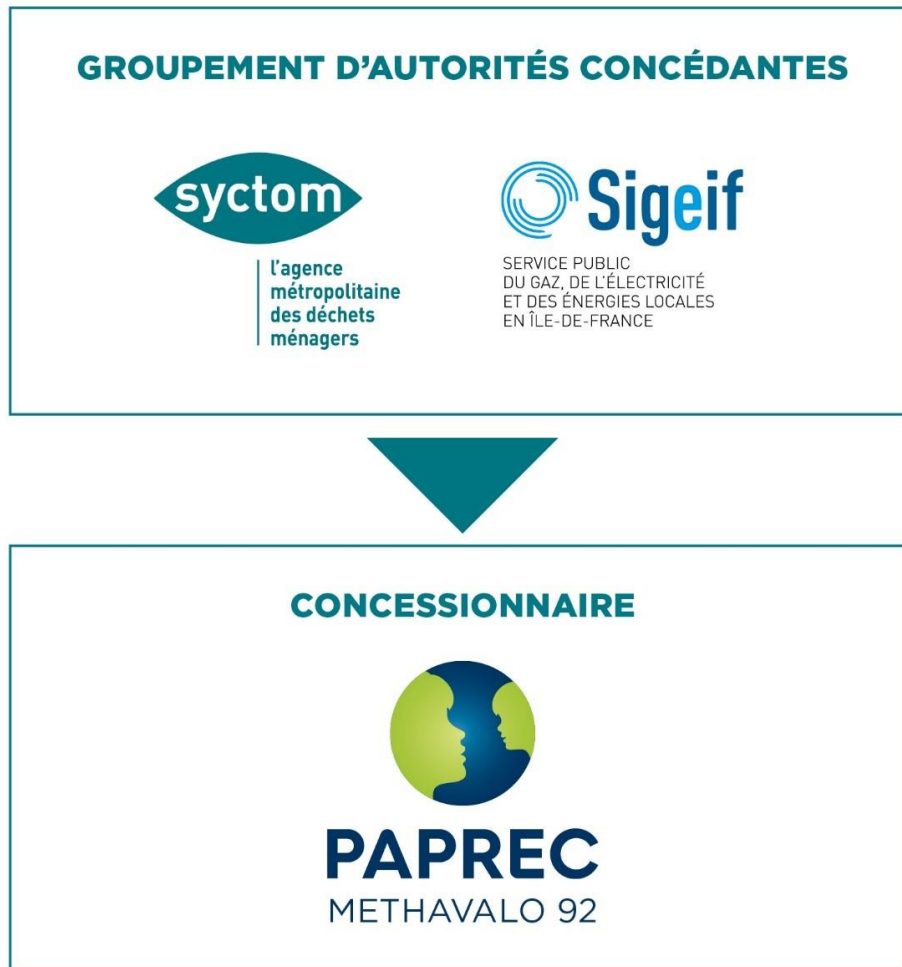 GROUPEMENT D'AUTORITÉS CONCÉDANTES
syctom
l'agence
métropolitaine
des déchets
ménagers
Sigeif
SERVICE PUBLIC
DU GAZ, DE L'ÉLECTRICITÉ
ET DES ÉNERGIES LOCALES
EN ÎLE-DE-FRANCE
CONCESSIONNAIRE
PAPREC
METHAVALO 92